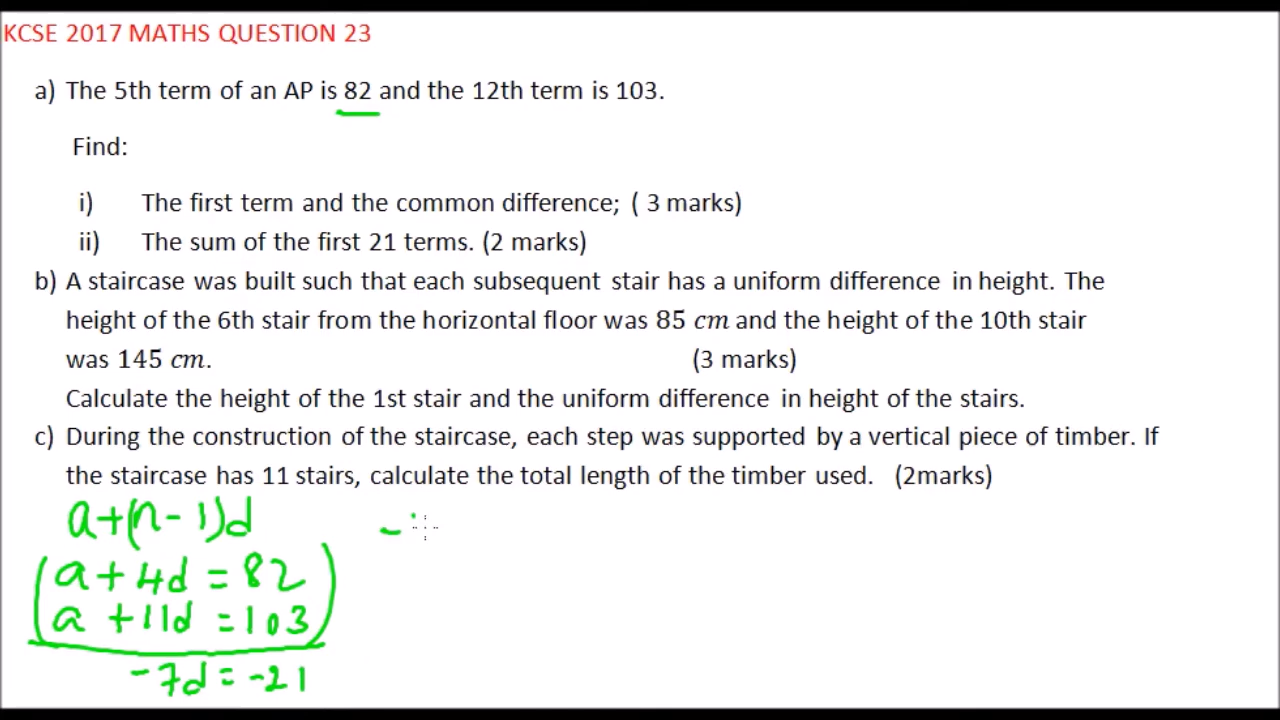 KCSE 2017 MATHS QUESTION 23
a) The 5th term of an AP is 82 and the 12th term is 103.
Find:
i) The first term and the common difference; ( 3 marks)
ii) The sum of the first 21 terms. (2 marks)
b) A staircase was built such that each subsequent stair has a uniform difference in height. The
height of the 6th stair from the horizontal floor was 85 cm and the height of the 10th stair
was 145 cm. (3 marks)
Calculate the height of the 1st stair and the uniform difference in height of the stairs.
c) During the construction of the staircase, each step was supported by a vertical piece of timber. If
the staircase has 11 stairs, calculate the total length of the timber used. (2marks)
a+(n-1)d
(a+4d=82
a+11d=103)
-7d=-21
-